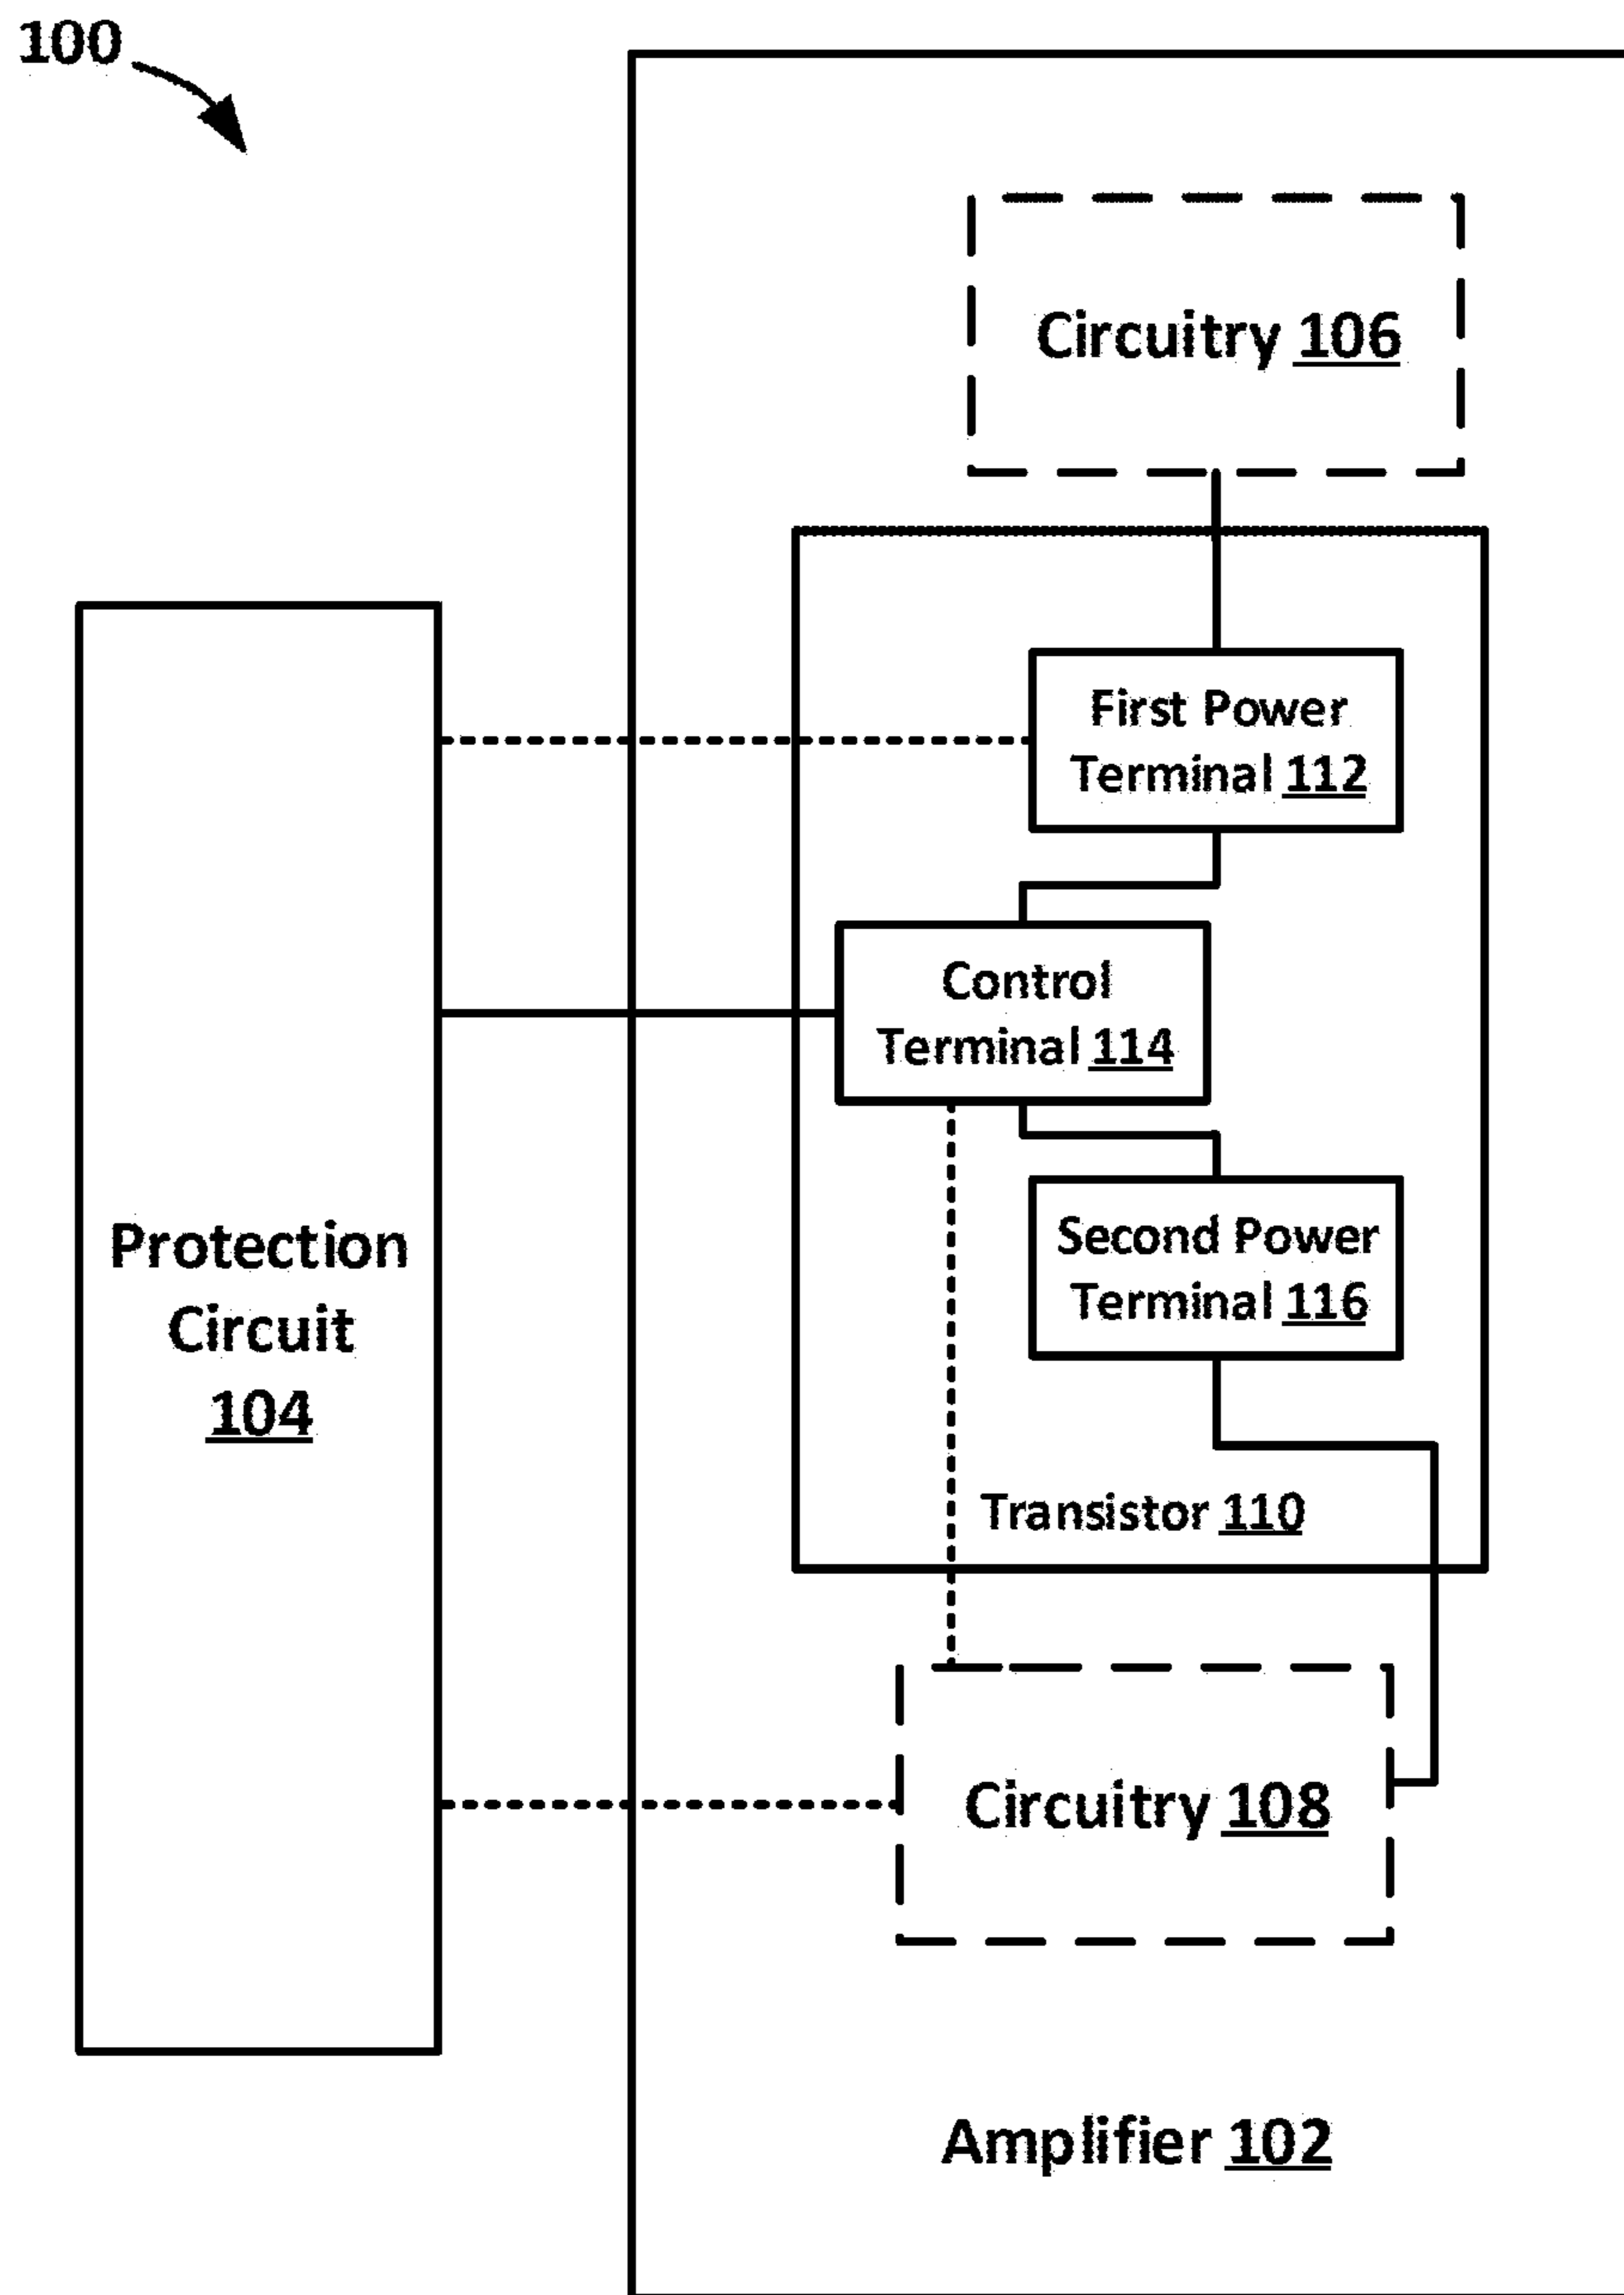 100
Circuitry 106
First Power
Terminal 112
Control
Terminal 114
Second Power
Terminal 116
Protection
Circuit
104
Transistor 110
Circuitry 108
Amplifier 102